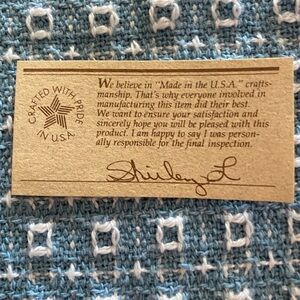 CRAFTED WITH PRIDE
IN U.S.A.
We believe in "Made in the U.S.A." crafts-
manship. That's why everyone involved in
manufacturing this item did their best.
We want to ensure your satisfaction and
sincerely hope you will be pleased with this
product. I am happy to say I was person-
ally responsible for the final inspection.
Shirley L